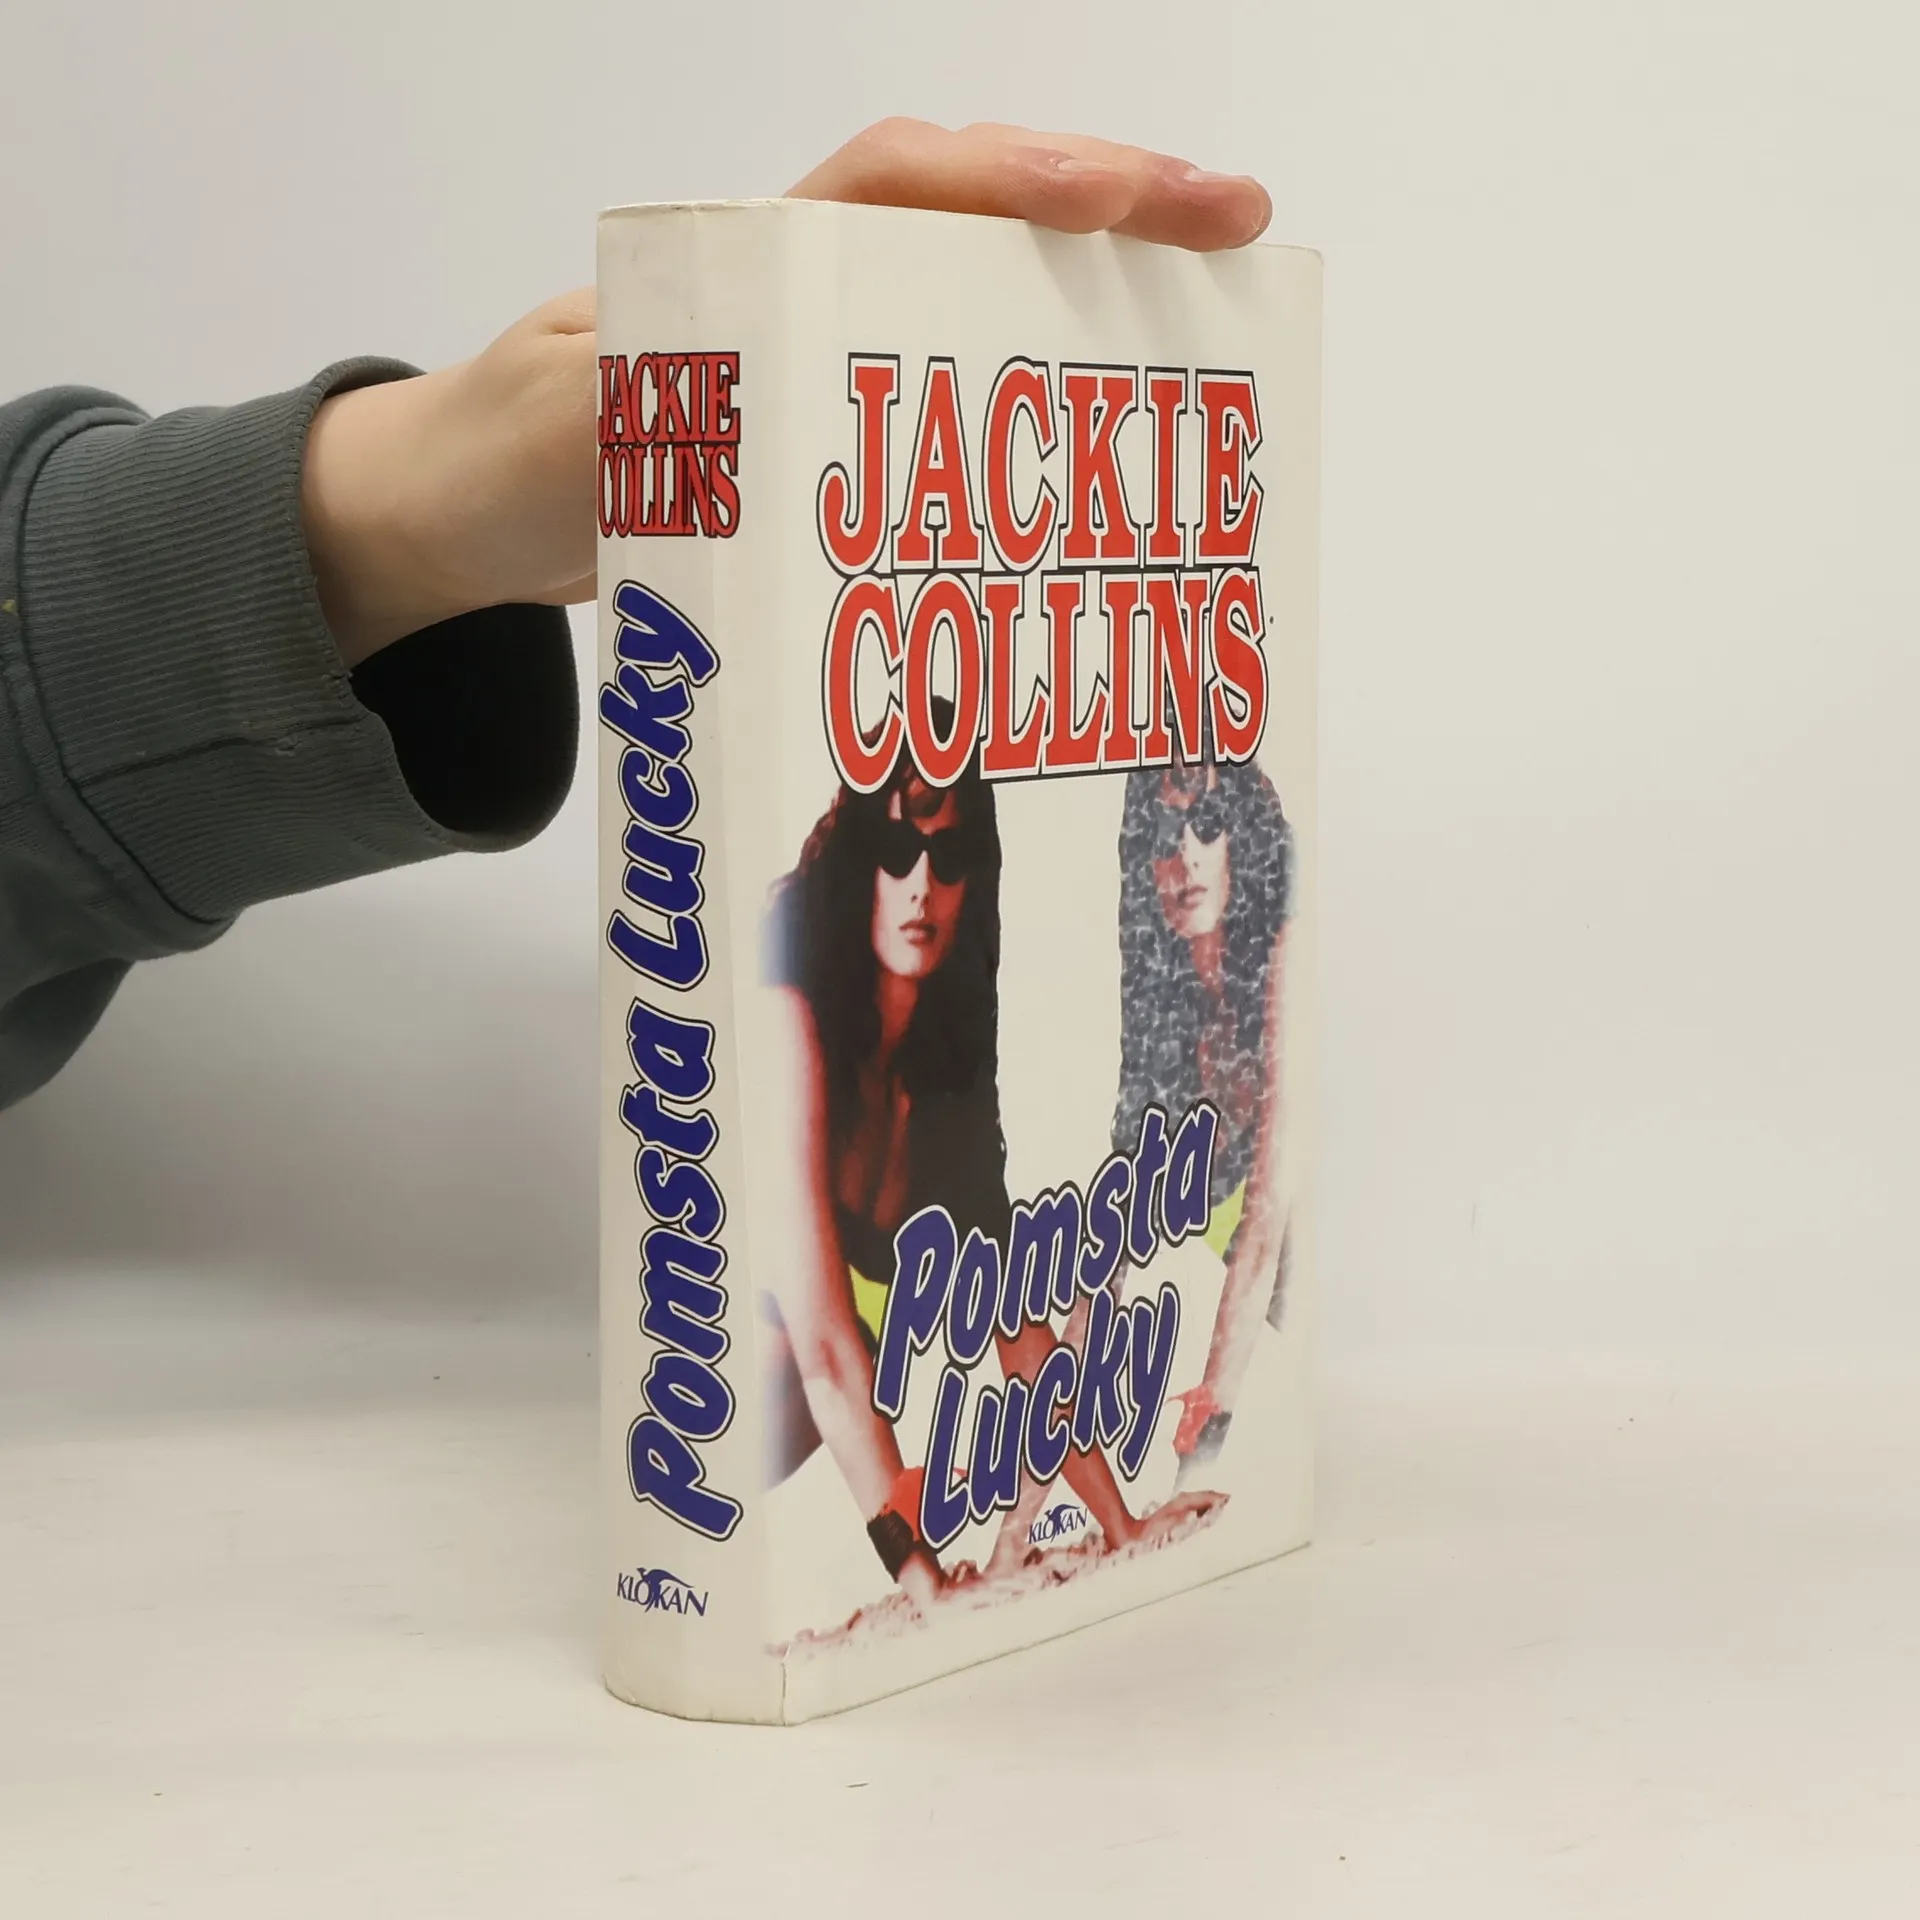 JACKIE
COLLINS
Pomsta Lucky
KLOKAN
JACKIE
COLLINS
Pomsta
Lucky
KLOKAN